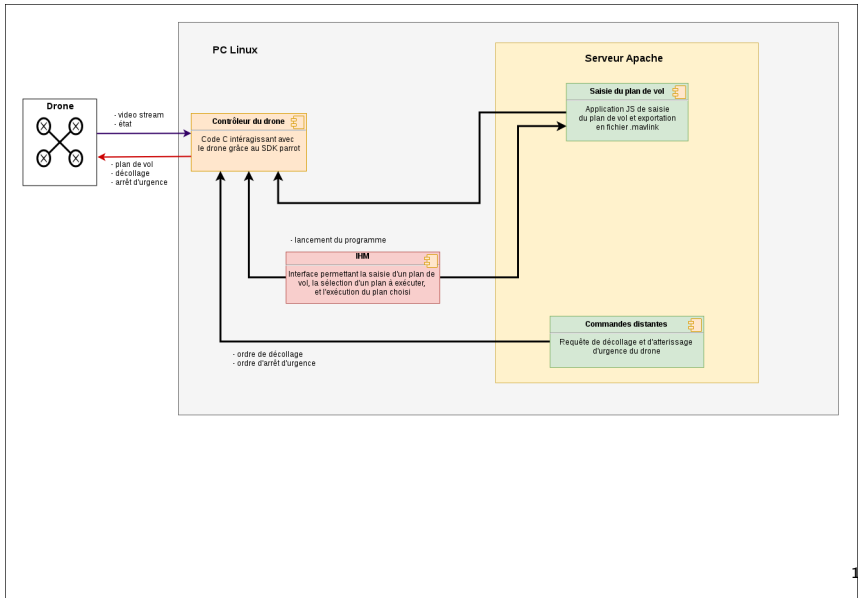 PC Linux
Serveur Apache
Drone
- video stream
- état
- plan de vol
- décollage
- arrêt d'urgence
Contrôleur du drone
Code C intéragissant avec
le drone grâce au SDK parrot
Saisie du plan de vol
Application JS de saisie
du plan de vol et exportation
en fichier .mavlink
- lancement du programme
IHM
Interface permettant la saisie d'un plan de
vol, la sélection d'un plan à exécuter,
et l'exécution du plan choisi
Commandes distantes
Requête de décollage et d'atterissage
d'urgence du drone
- ordre de décollage
- ordre d'arrêt d'urgence
1